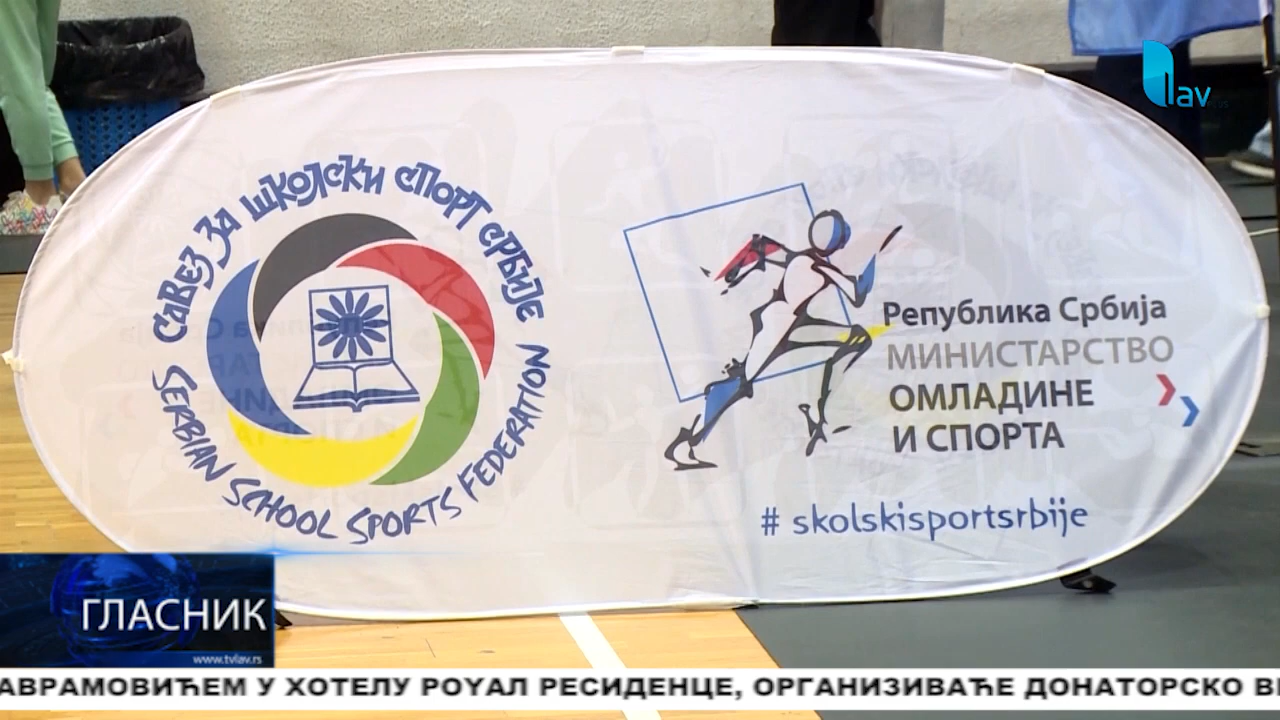 lav
Савез за школски спорт Србије
Serbian School Sports Federation
Република Србија
МИНИСТАРСТВО
ОМЛАДИНЕ
И СПОРТА
# skolskisportsrbije
ГЛАСНИК
www.tvlav.rs
АВРАМОВИЋЕМ У ХОТЕЛУ РОYАЛ РЕСИДЕНЦЕ, ОРГАНИЗИВАЋЕ ДОНАТОРСКО